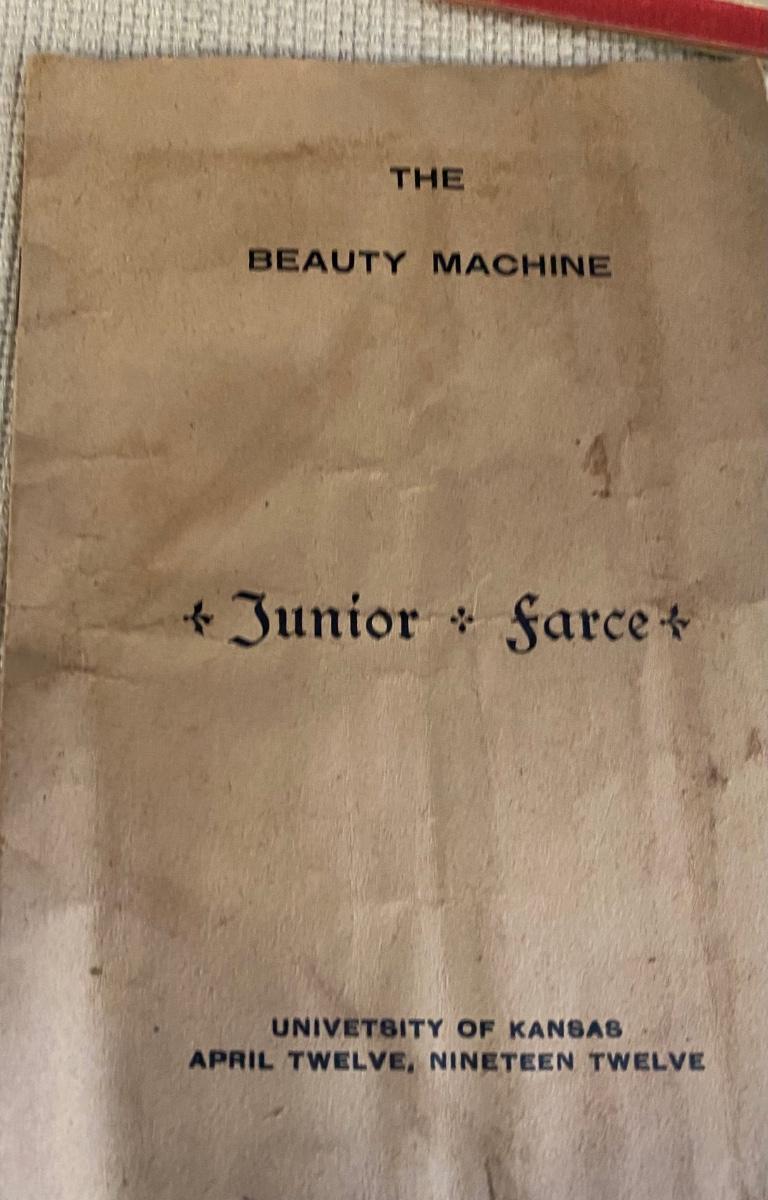 THE
BEAUTY MACHINE
Junior Farce
UNIVETSITY OF KANSAS
APRIL TWELVE, NINETEEN TWELVE